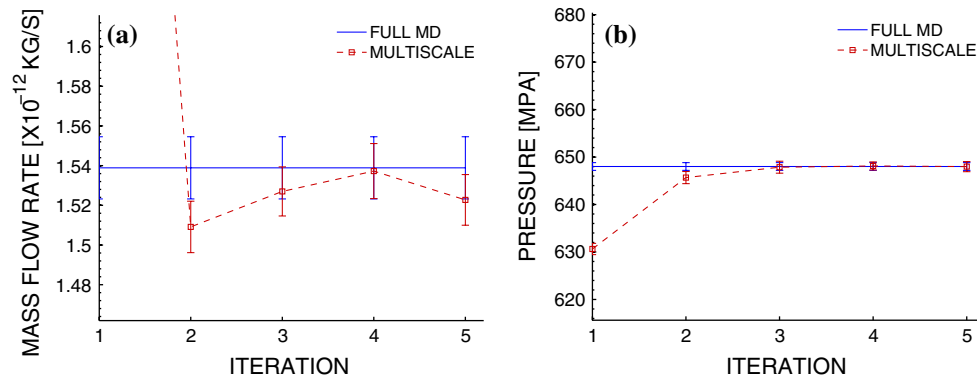 (a)
FULL MD
MULTISCALE
1.6
1.58
1.56
1.54
1.52
1.5
1.48
MASS FLOW RATE [X10⁻¹² KG/S]
1 2 3 4 5
ITERATION
(b)
FULL MD
MULTISCALE
680
670
660
650
640
630
620
PRESSURE [MPA]
1 2 3 4 5
ITERATION